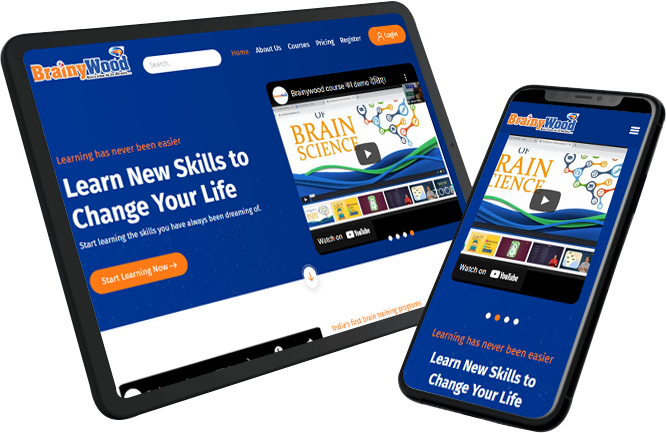 BrainyWood
Search..
Home
About Us
Courses
Pricing
Register
Login
Learning has never been easier
Learn New Skills to
Change Your Life
Start learning the skills you have always been dreaming of.
Start Learning Now →
Brainywood course का demo
BRAIN
SCIENCE
Watch on YouTube
India's first brain training programs
BrainyWood
BRAIN
SCIENCE
Watch on YouTube
Learning has never been easier
Learn New Skills to
Change Your Life